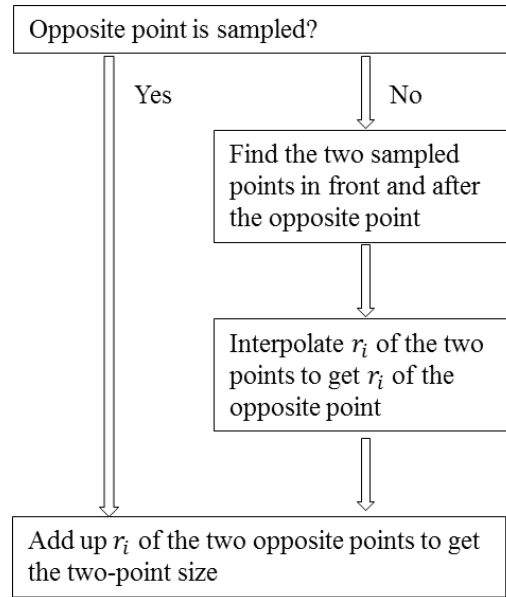 Opposite point is sampled?
Yes
No
Find the two sampled
points in front and after
the opposite point
Interpolate rᵢ of the two
points to get rᵢ of the
opposite point
Add up rᵢ of the two opposite points to get
the two-point size